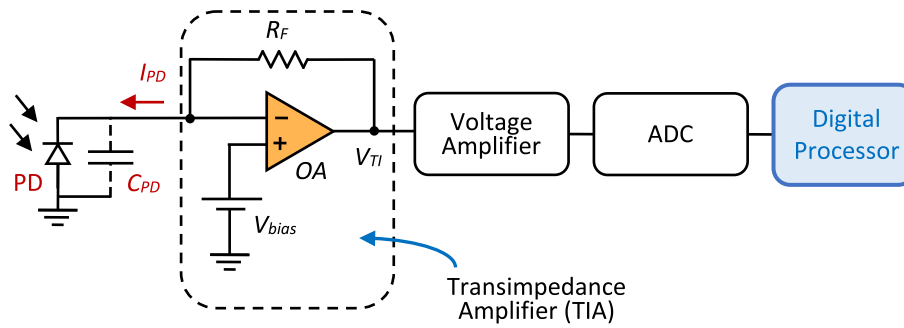 R_F
I_PD
PD
C_PD
−
+
OA
V_TI
V_bias
Voltage
Amplifier
ADC
Digital
Processor
Transimpedance
Amplifier (TIA)